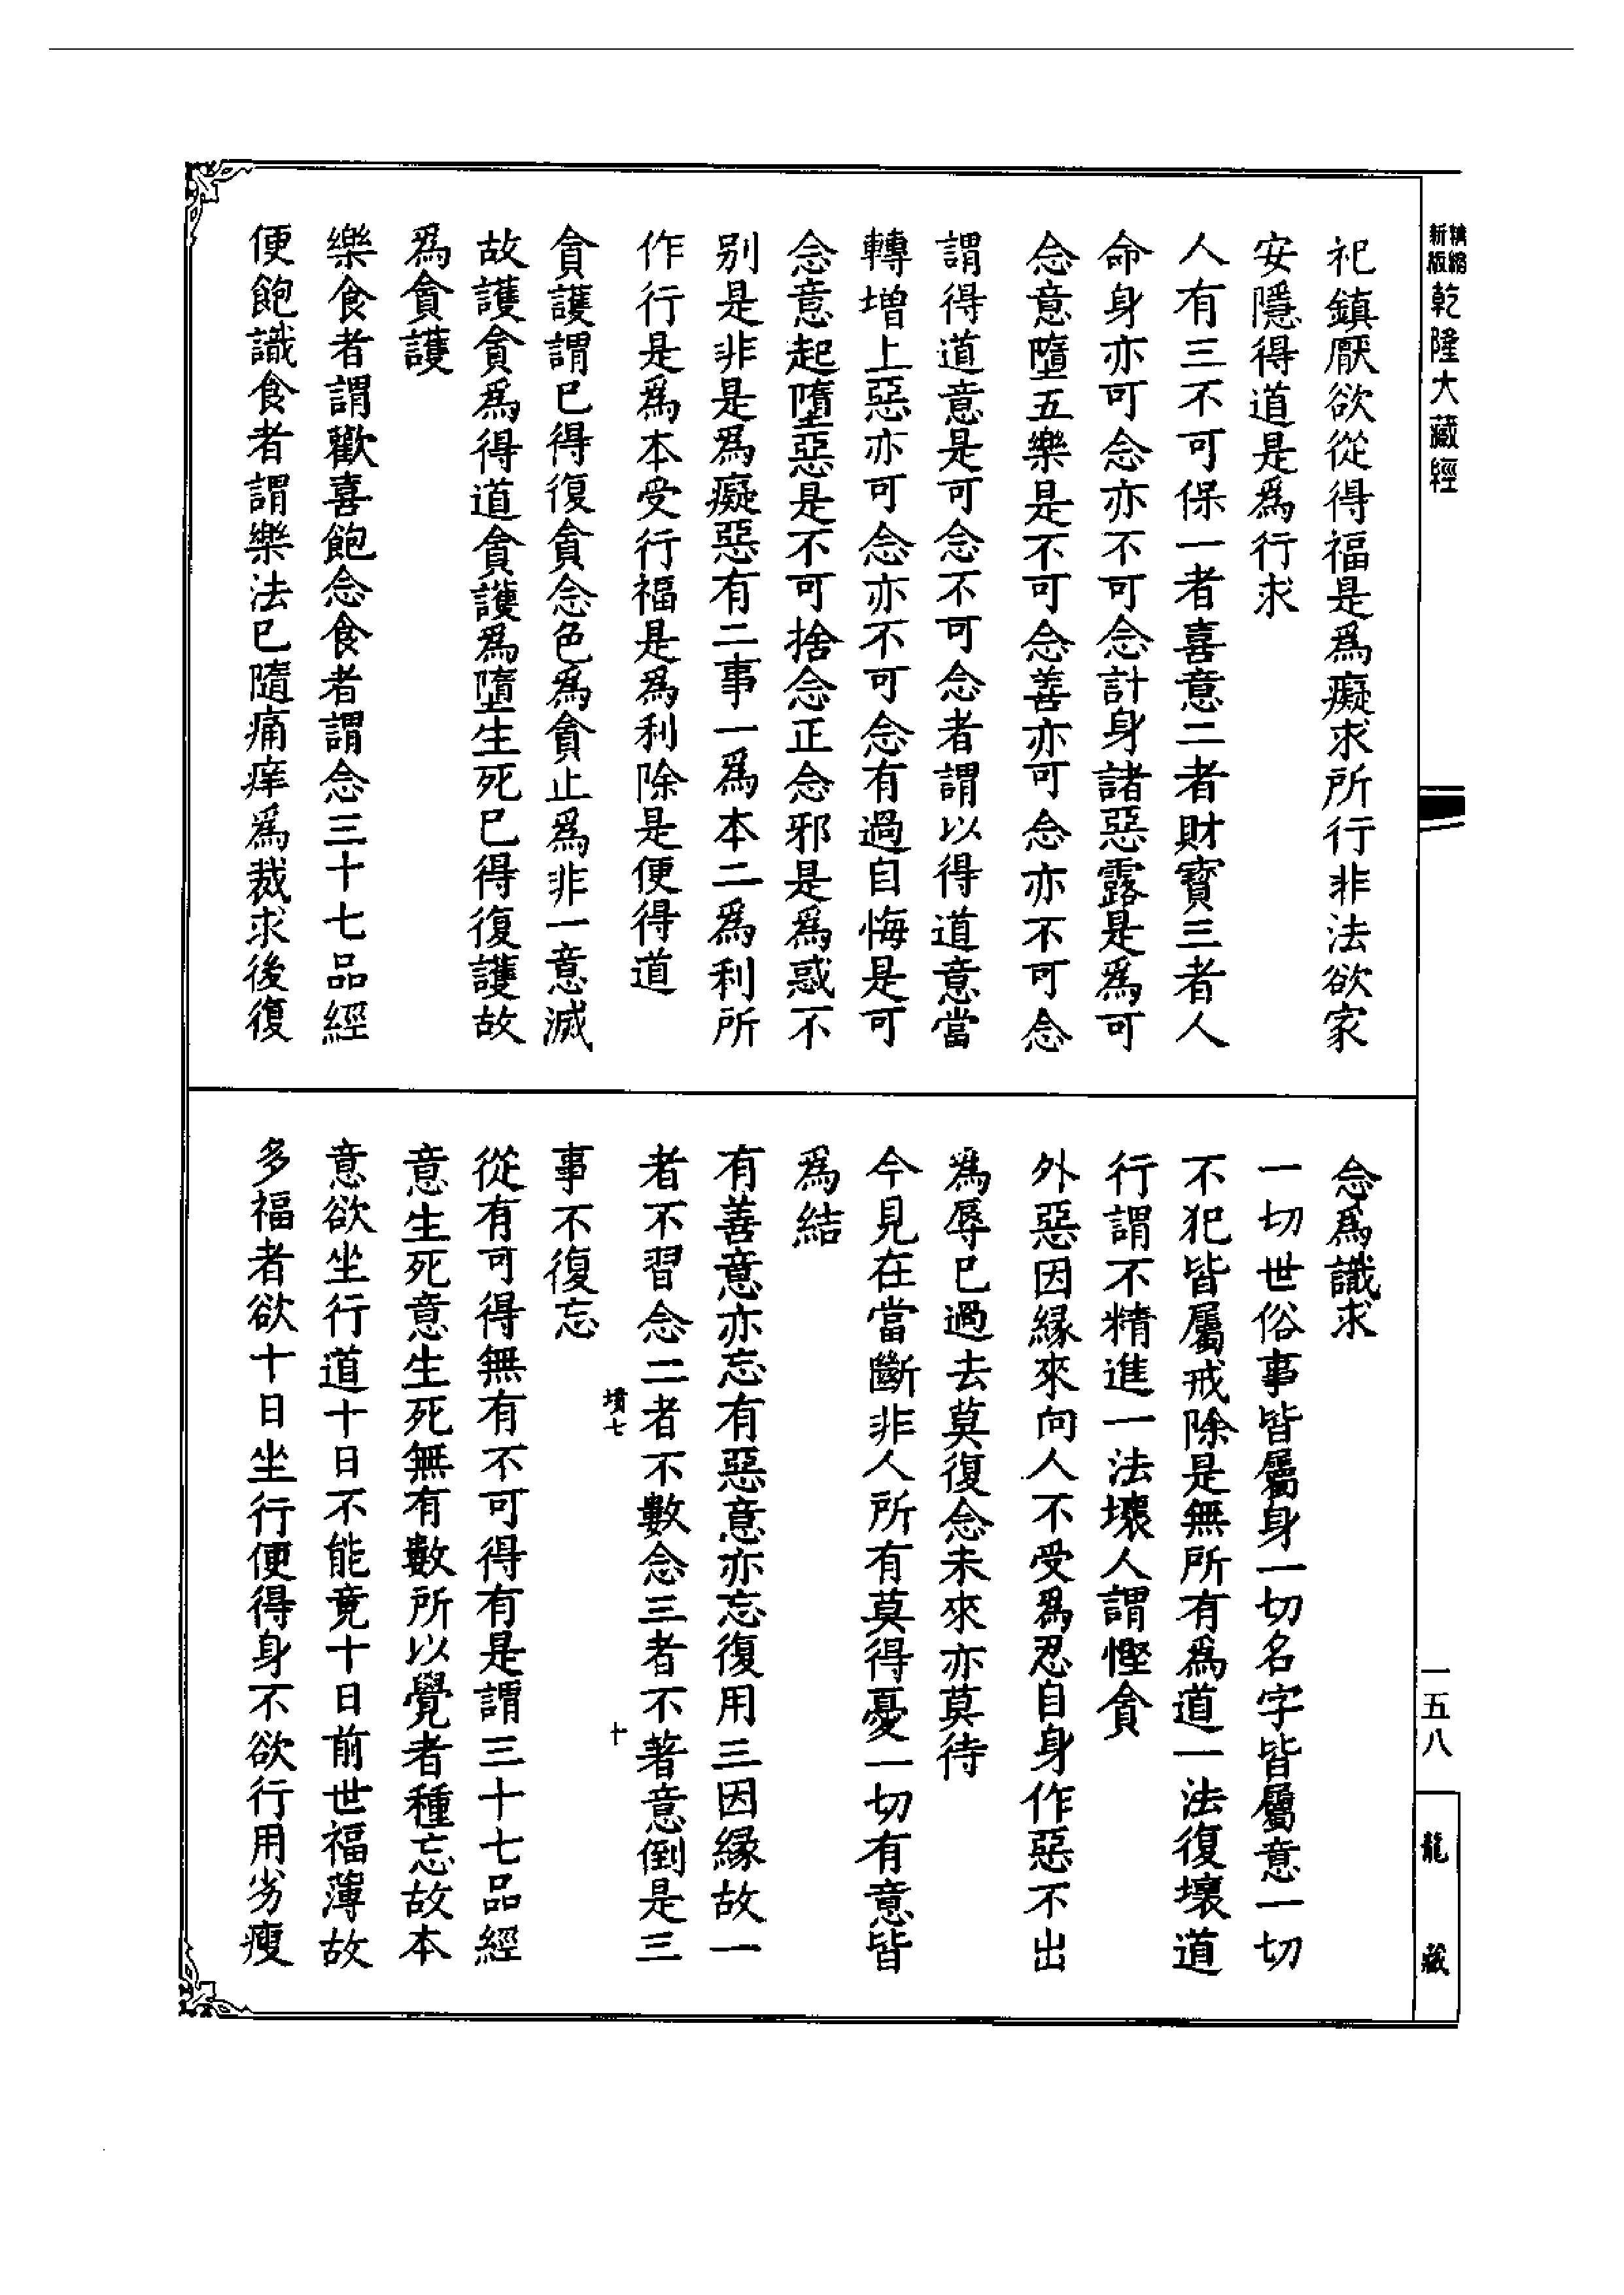 新版精縮乾隆大藏經
祀鎮厭欲從得福是爲癡求所行非法欲家
安隱得道是爲行求
人有三不可保一者喜意二者財寶三者人
命身亦可念亦不可念計身諸惡露是爲可
念意墮五樂是不可念善亦可念亦不可念
謂得道意是可念不可念者謂以得道意當
轉增上惡亦可念亦不可念有過自悔是可
念意起墮惡是不可捨念正念邪是爲惑不
别是非是爲癡惡有二事一爲本二爲利所
作行是爲本受行福是爲利除是便得道
貪護謂已得復貪念色爲貪止爲非一意滅
故護貪爲得道貪護爲墮生死已得復護故
爲貪護
樂食者謂歡喜飽念食者謂念三十七品經
便飽識食者謂樂法已隨痛痒爲裁求後復
念爲識求
一切世俗事皆屬身一切名字皆屬意一切
不犯皆屬戒除是無所有爲道一法復壞道
行謂不精進一法壞人謂慳貪
外惡因緣來向人不受爲忍自身作惡不出
爲辱已過去莫復念未來亦莫待
今見在當斷非人所有莫得憂一切有意皆
爲結
有善意亦忘有惡意亦忘復用三因緣故一
者不習念二者不數念三者不著意倒是三
墳七 十
事不復忘
從有可得無有不可得有是謂三十七品經
意生死意生死無有數所以覺者種忘故本
意欲坐行道十日不能竟十日前世福薄故
多福者欲十日坐行便得身不欲行用劣瘦
一五八
龍藏